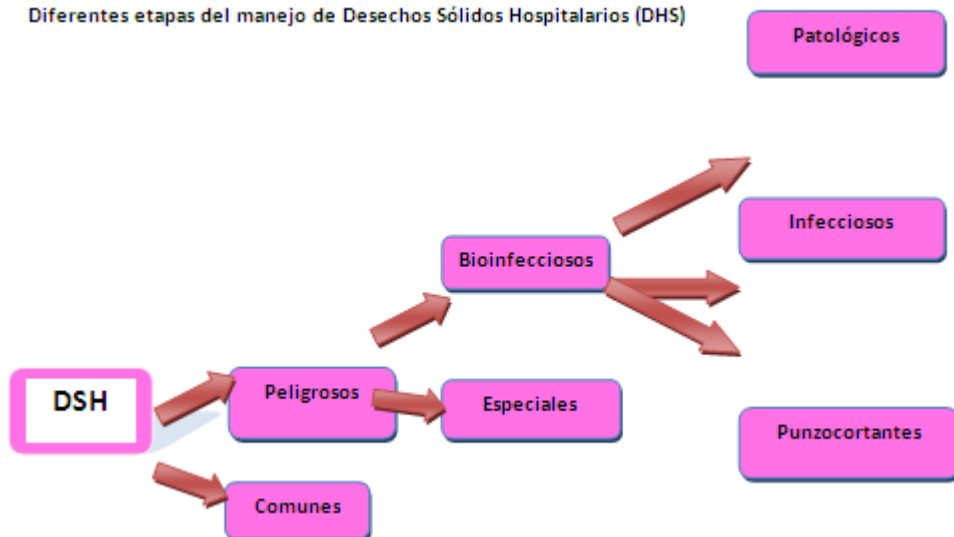 Diferentes etapas del manejo de Desechos Sólidos Hospitalarios (DHS)
Patológicos
Infecciosos
Bioinfecciosos
DSH
Peligrosos
Especiales
Punzocortantes
Comunes